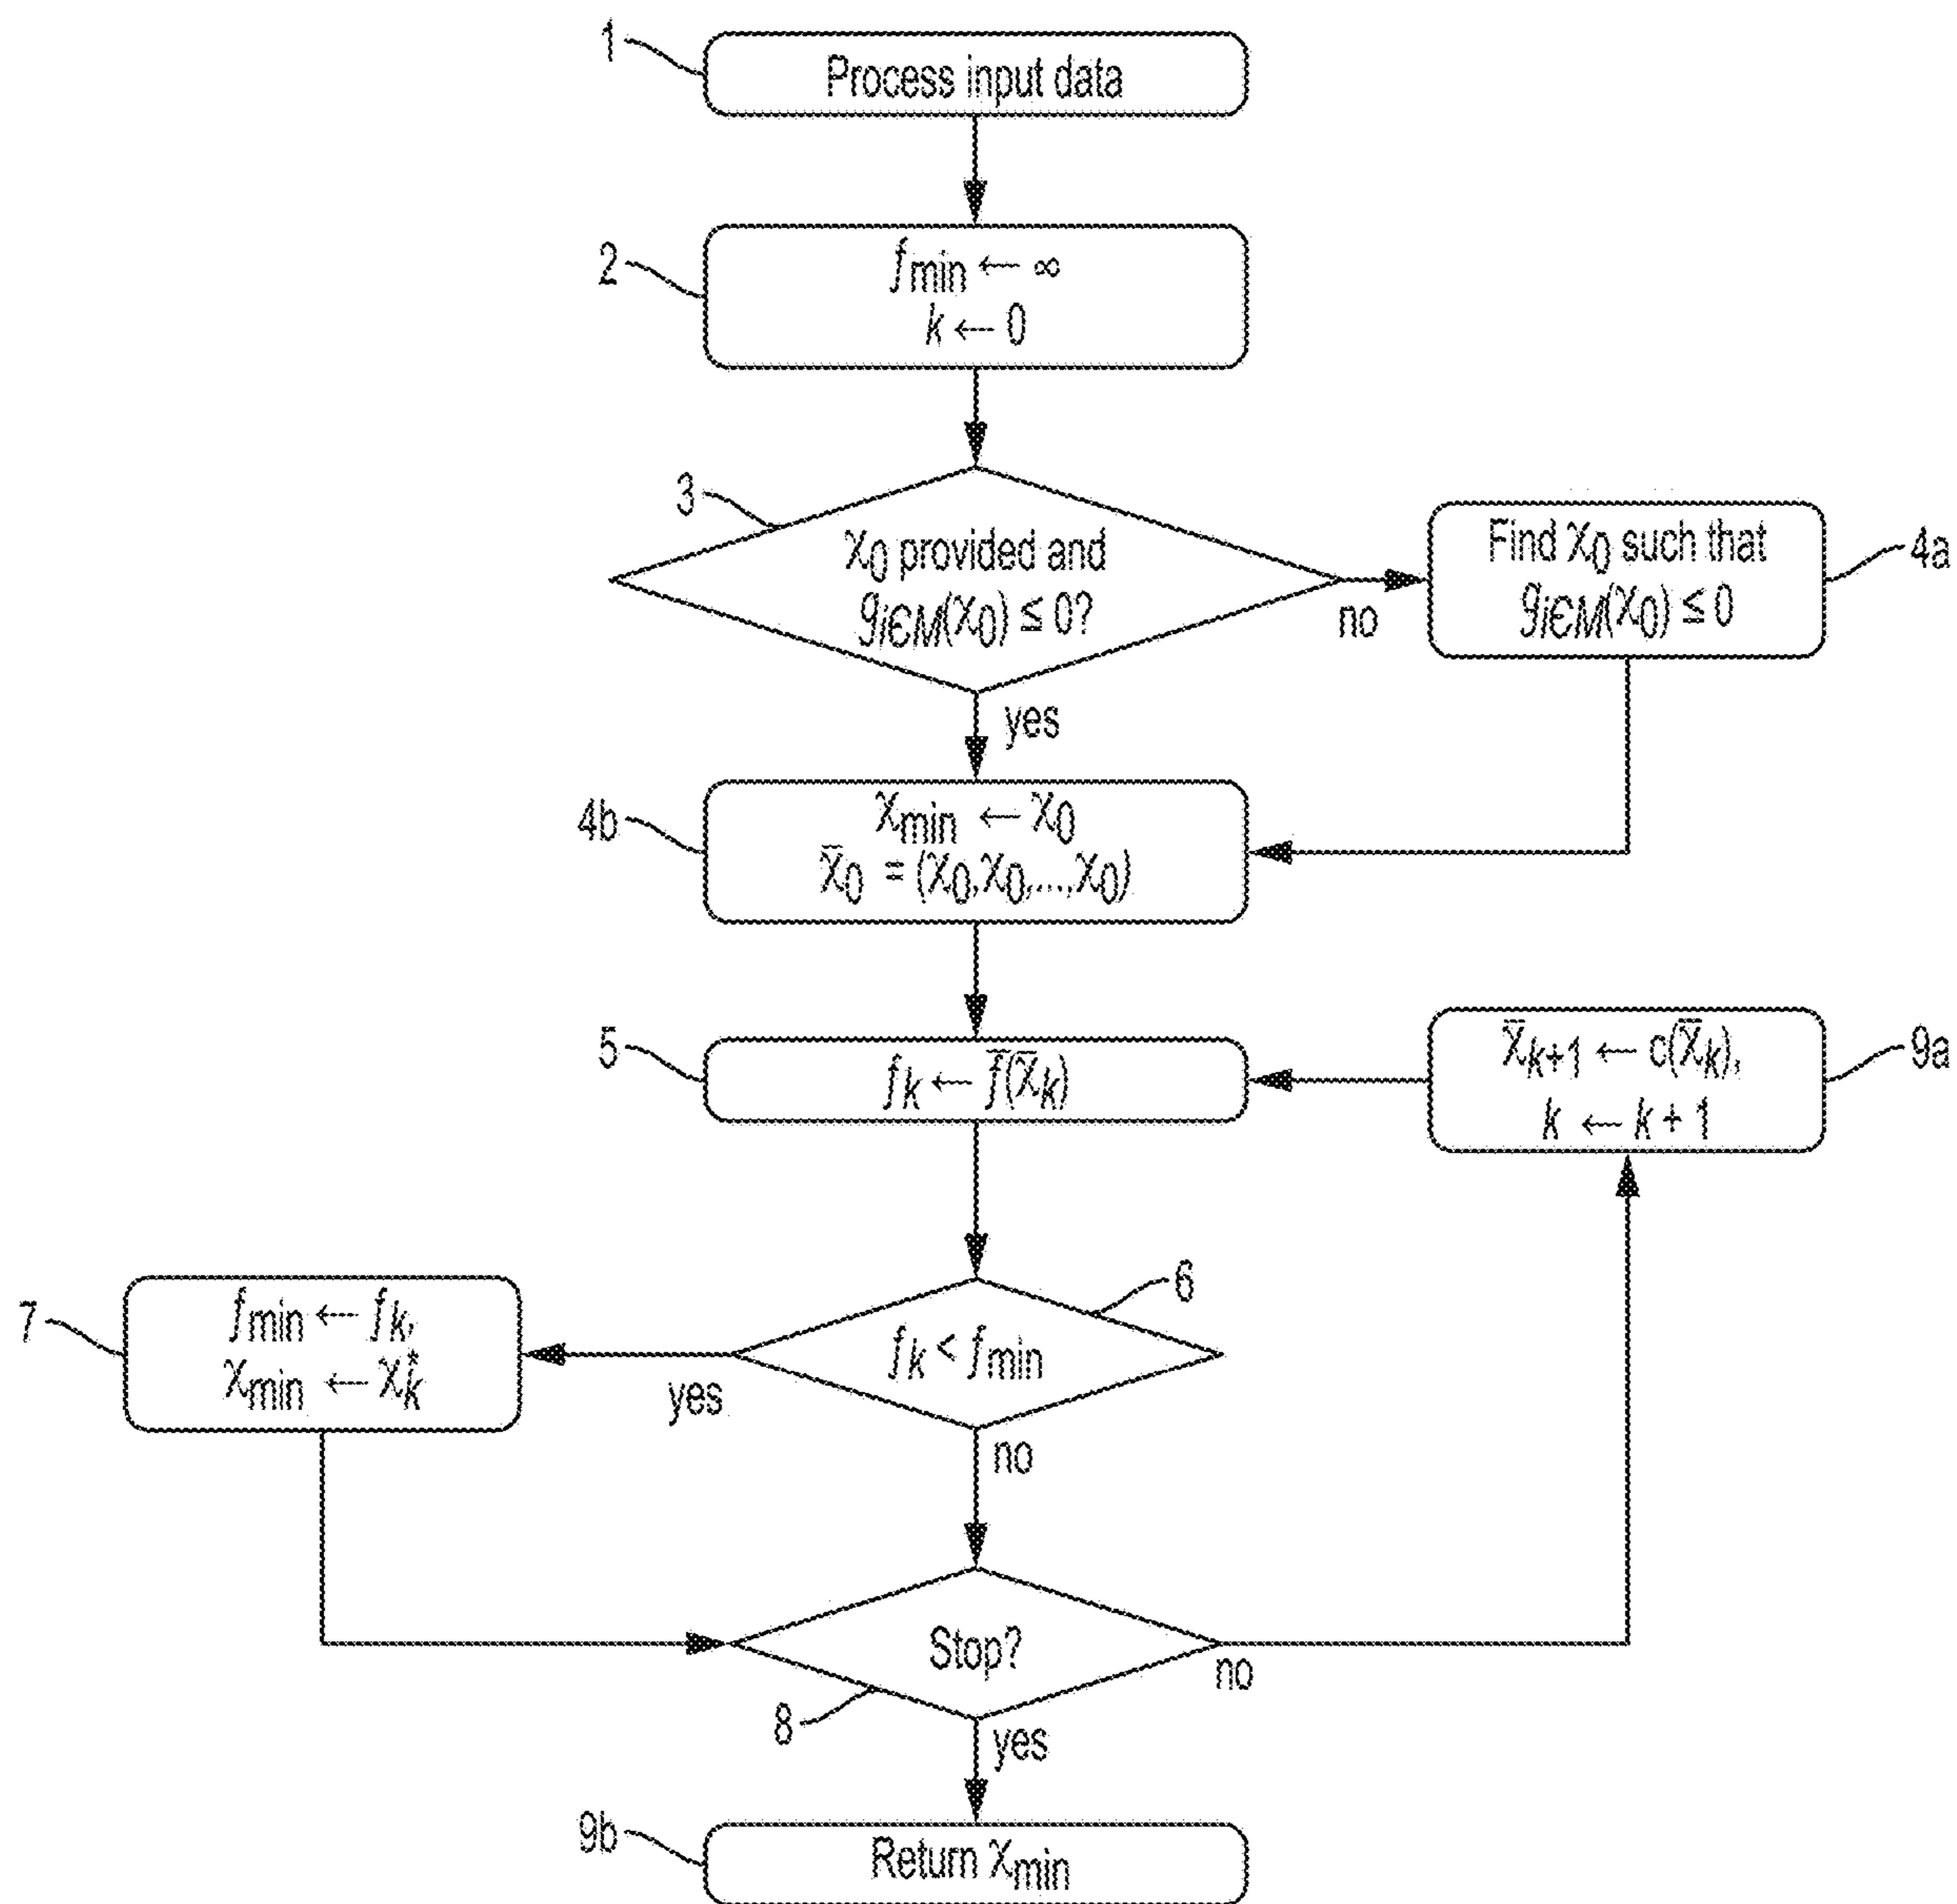 1
Process input data
2
fmin ← ∞
k ← 0
3
χ0 provided and
gi∈M(χ0) ≤ 0?
no
Find χ0 such that
gi∈M(χ0) ≤ 0
4a
yes
4b
χmin ← χ0
χ̄0 = (χ0,χ0,...,χ0)
5
fk ← f̄(χ̄k)
χ̄k+1 ← c(χ̄k),
k ← k + 1
9a
6
7
fmin ← fk,
χmin ← χ*k
yes
fk < fmin
no
Stop?
no
8
yes
9b
Return χmin